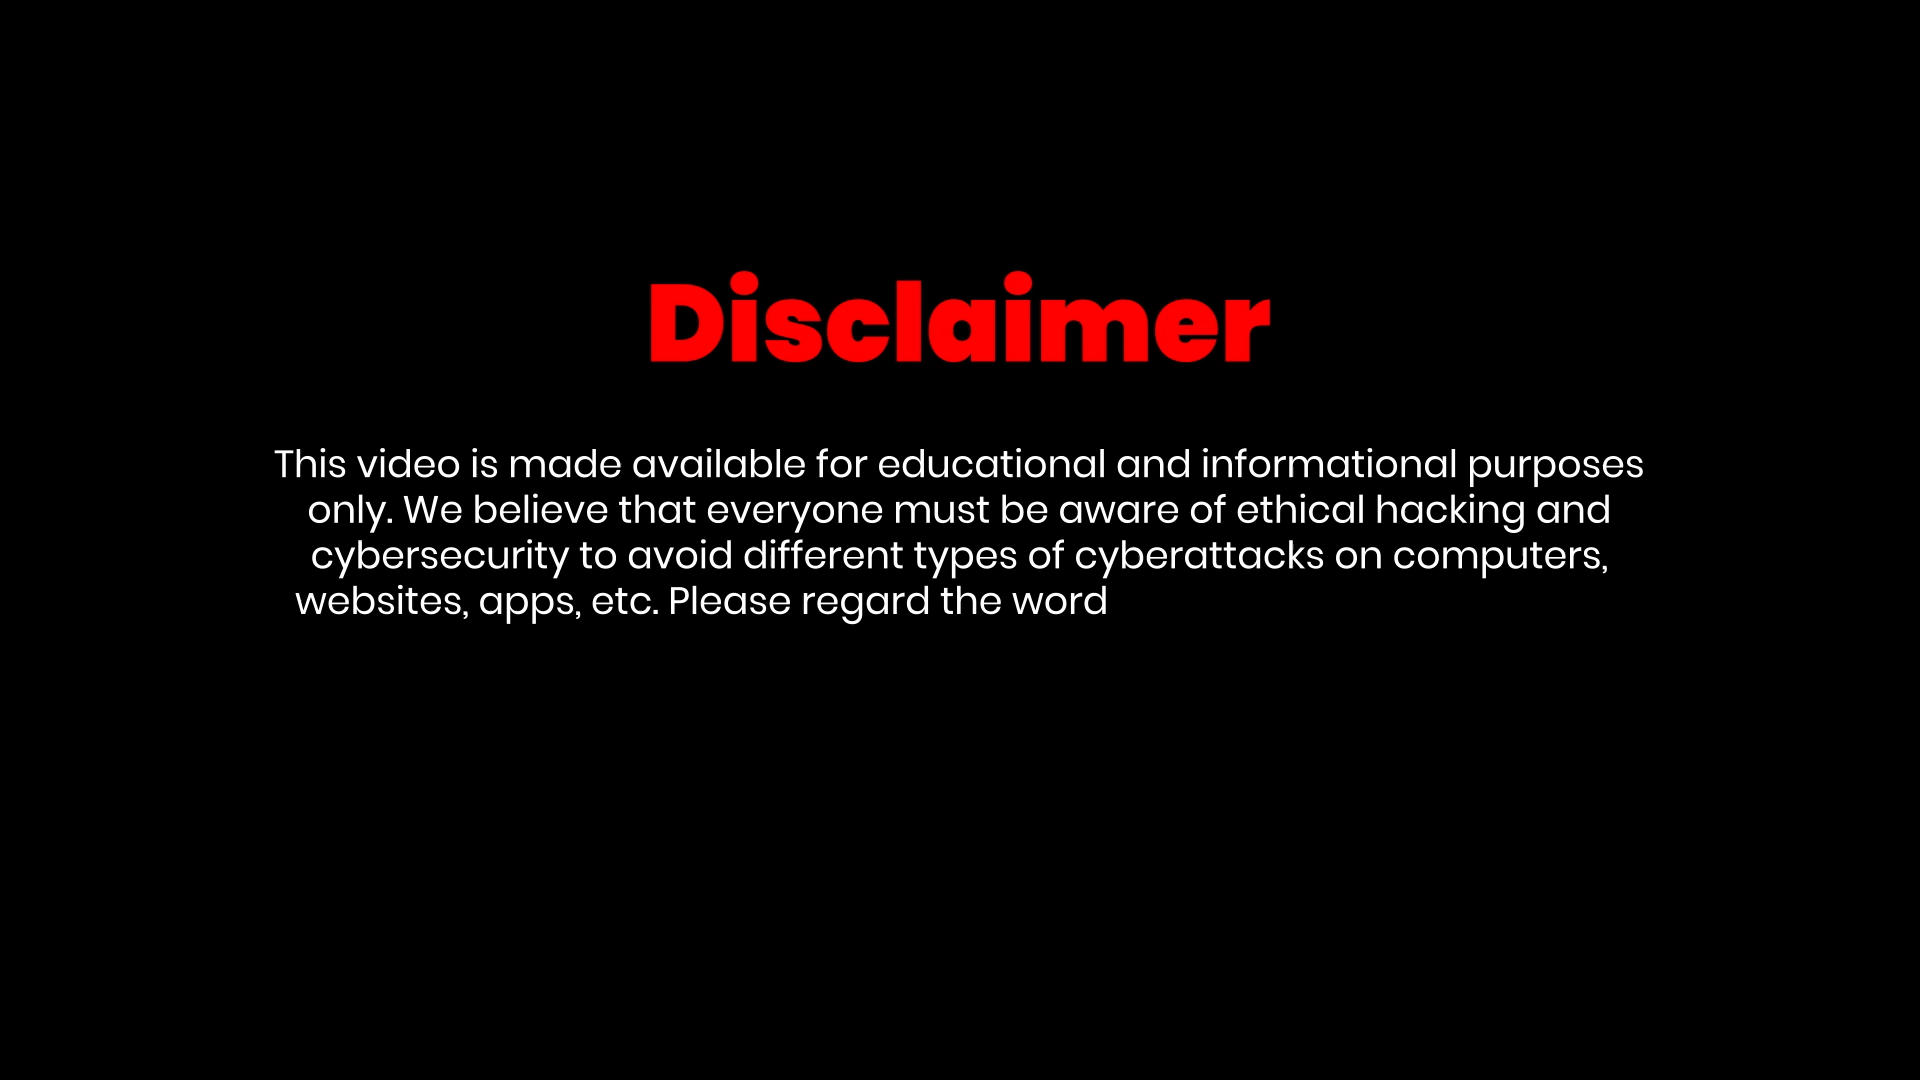 Disclaimer
This video is made available for educational and informational purposes
only. We believe that everyone must be aware of ethical hacking and
cybersecurity to avoid different types of cyberattacks on computers,
websites, apps, etc. Please regard the word